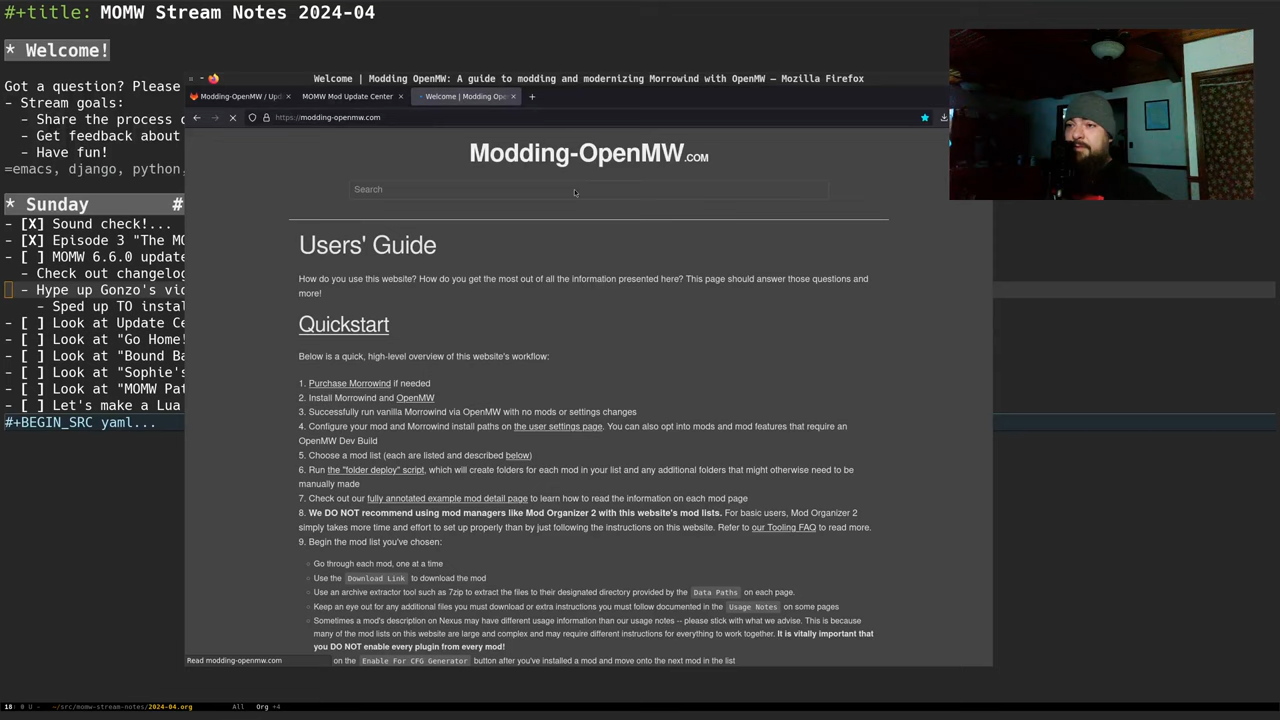 #+title: MOMW Stream Notes 2024-04
* Welcome!
Got a question? Please
- Stream goals:
- Share the process o
- Get feedback about
- Have fun!
=emacs, django, python,
* Sunday #
- [X] Sound check!...
- [X] Episode 3 "The MO
- [ ] MOMW 6.6.0 update
- Check out changelog
- Hype up Gonzo's vid
- Sped up TO instal
- [ ] Look at Update Ce
- [ ] Look at "Go Home!
- [ ] Look at "Bound Ba
- [ ] Look at "Sophie's
- [ ] Look at "MOMW Pat
- [ ] Let's make a Lua
#+BEGIN_SRC yaml...
Welcome | Modding OpenMW: A guide to modding and modernizing Morrowind with OpenMW — Mozilla Firefox
Modding-OpenMW / Upd
MOMW Mod Update Center
Welcome | Modding Ope
https://modding-openmw.com
Modding-OpenMW.COM
Search
Users' Guide
How do you use this website? How do you get the most out of all the information presented here? This page should answer those questions and
more!
Quickstart
Below is a quick, high-level overview of this website's workflow:
1. Purchase Morrowind if needed
2. Install Morrowind and OpenMW
3. Successfully run vanilla Morrowind via OpenMW with no mods or settings changes
4. Configure your mod and Morrowind install paths on the user settings page. You can also opt into mods and mod features that require an
OpenMW Dev Build
5. Choose a mod list (each are listed and described below)
6. Run the "folder deploy" script, which will create folders for each mod in your list and any additional folders that might otherwise need to be
manually made
7. Check out our fully annotated example mod detail page to learn how to read the information on each mod page
8. We DO NOT recommend using mod managers like Mod Organizer 2 with this website's mod lists. For basic users, Mod Organizer 2
simply takes more time and effort to set up properly than by just following the instructions on this website. Refer to our Tooling FAQ to read more.
9. Begin the mod list you've chosen:
Go through each mod, one at a time
Use the Download Link to download the mod
Use an archive extractor tool such as 7zip to extract the files to their designated directory provided by the Data Paths on each page.
Keep an eye out for any additional files you must download or extra instructions you must follow documented in the Usage Notes on some pages
Sometimes a mod's description on Nexus may have different usage information than our usage notes -- please stick with what we advise. This is because
many of the mod lists on this website are large and complex and may require different instructions for everything to work together. It is vitally important that
you DO NOT enable every plugin from every mod!
on the Enable For CFG Generator button after you've installed a mod and move onto the next mod in the list
Read modding-openmw.com
18: 0 U - ~/src/momw-stream-notes/2024-04.org All Org +4